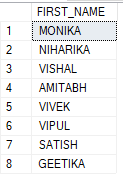 FIRST_NAME
1 MONIKA
2 NIHARIKA
3 VISHAL
4 AMITABH
5 VIVEK
6 VIPUL
7 SATISH
8 GEETIKA